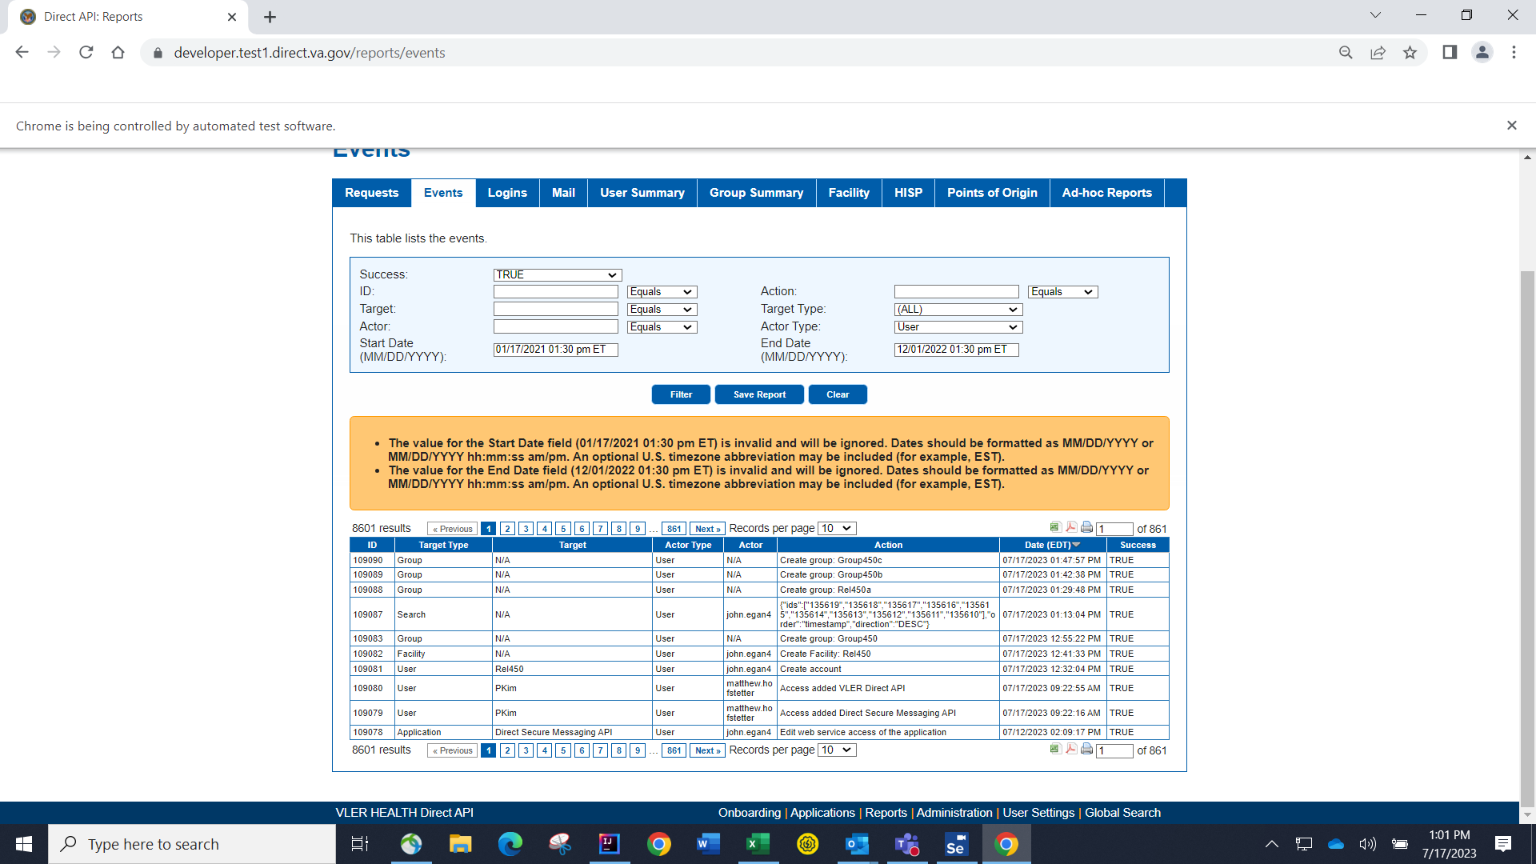 Direct API: Reports
developer.test1.direct.va.gov/reports/events
Chrome is being controlled by automated test software.
Events
Requests Events Logins Mail User Summary Group Summary Facility HISP Points of Origin Ad-hoc Reports
This table lists the events.
Success: TRUE
ID: Equals Action: Equals
Target: Equals Target Type: (ALL)
Actor: Equals Actor Type: User
Start Date (MM/DD/YYYY): 01/17/2021 01:30 pm ET End Date (MM/DD/YYYY): 12/01/2022 01:30 pm ET
Filter Save Report Clear
• The value for the Start Date field (01/17/2021 01:30 pm ET) is invalid and will be ignored. Dates should be formatted as MM/DD/YYYY or
MM/DD/YYYY hh:mm:ss am/pm. An optional U.S. timezone abbreviation may be included (for example, EST).
• The value for the End Date field (12/01/2022 01:30 pm ET) is invalid and will be ignored. Dates should be formatted as MM/DD/YYYY or
MM/DD/YYYY hh:mm:ss am/pm. An optional U.S. timezone abbreviation may be included (for example, EST).
8601 results « Previous 1 2 3 4 5 6 7 8 9 ... 861 Next » Records per page 10 1 of 861
ID Target Type Target Actor Type Actor Action Date (EDT) Success
109090 Group N/A User N/A Create group: Group450c 07/17/2023 01:47:57 PM TRUE
109089 Group N/A User N/A Create group: Group450b 07/17/2023 01:42:38 PM TRUE
109088 Group N/A User N/A Create group: Rel450a 07/17/2023 01:29:48 PM TRUE
109087 Search N/A User john.egan4 {"ids":["135619","135618","135617","135616","13561
5","135614","135613","135612","135611","135610"],"o
rder":"timestamp","direction":"DESC"} 07/17/2023 01:13:04 PM TRUE
109083 Group N/A User N/A Create group: Group450 07/17/2023 12:55:22 PM TRUE
109082 Facility N/A User john.egan4 Create Facility: Rel450 07/17/2023 12:41:33 PM TRUE
109081 User Rel450 User john.egan4 Create account 07/17/2023 12:32:04 PM TRUE
109080 User PKim User matthew.ho
fstetter Access added VLER Direct API 07/17/2023 09:22:55 AM TRUE
109079 User PKim User matthew.ho
fstetter Access added Direct Secure Messaging API 07/17/2023 09:22:16 AM TRUE
109078 Application Direct Secure Messaging API User john.egan4 Edit web service access of the application 07/12/2023 02:09:17 PM TRUE
8601 results « Previous 1 2 3 4 5 6 7 8 9 ... 861 Next » Records per page 10 1 of 861
VLER HEALTH Direct API Onboarding | Applications | Reports | Administration | User Settings | Global Search
Type here to search
1:01 PM
7/17/2023